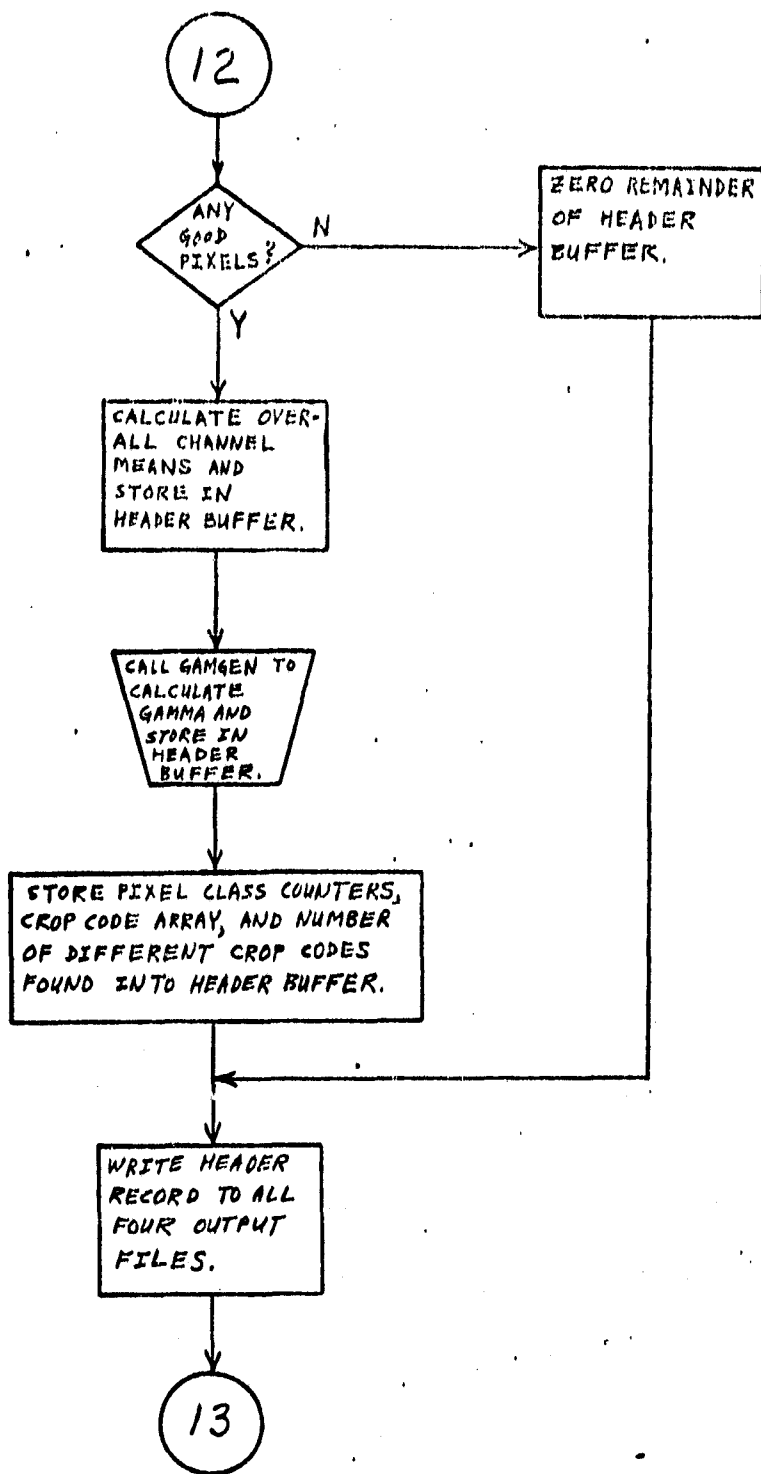 12
ANY
GOOD
PIXELS?
N
ZERO REMAINDER
OF HEADER
BUFFER.
Y
CALCULATE OVER-
ALL CHANNEL
MEANS AND
STORE IN
HEADER BUFFER.
CALL GAMGEN TO
CALCULATE
GAMMA AND
STORE IN
HEADER
BUFFER.
STORE PIXEL CLASS COUNTERS,
CROP CODE ARRAY, AND NUMBER
OF DIFFERENT CROP CODES
FOUND INTO HEADER BUFFER.
WRITE HEADER
RECORD TO ALL
FOUR OUTPUT
FILES.
13